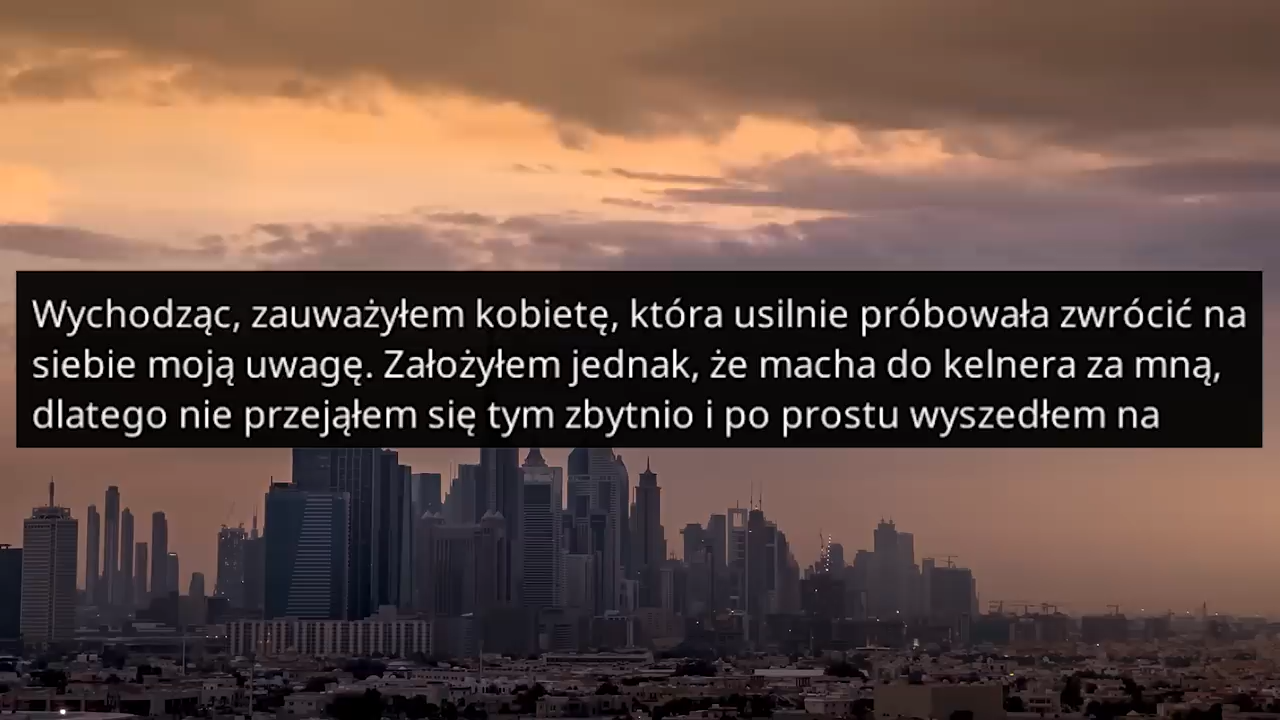 Wychodząc, zauważyłem kobietę, która usilnie próbowała zwrócić na
siebie moją uwagę. Założyłem jednak, że macha do kelnera za mną,
dlatego nie przejąłem się tym zbytnio i po prostu wyszedłem na